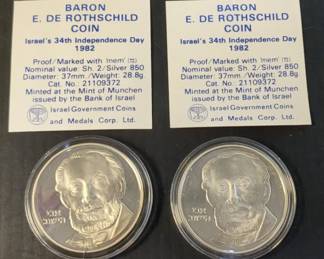 BARON
E. DE ROTHSCHILD
COIN
Israel's 34th Independence Day
1982
Proof/Marked with 'mem' (מ)
Nominal value: Sh. 2/Silver 850
Diameter: 37mm/Weight: 28.8g
Cat. No.: 21109372
Minted at the Mint of Munchen
issued by the Bank of Israel
Israel Government Coins
and Medals Corp. Ltd.
BARON
E. DE ROTHSCHILD
COIN
Israel's 34th Independence Day
1982
Proof/Marked with 'mem' (מ)
Nominal value: Sh. 2/Silver 850
Diameter: 37mm/Weight: 28.8g
Cat. No.: 21109372
Minted at the Mint of Munchen
issued by the Bank of Israel
Israel Government Coins
and Medals Corp. Ltd.
אבי
הישוב
אבי
הישוב